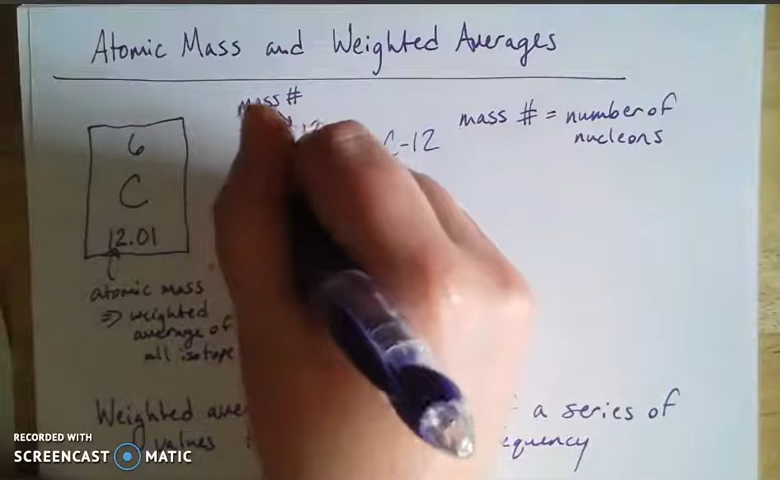 Atomic Mass and Weighted Averages
mass #
6
C
12.01
C-12
mass # = number of
nucleons
atomic mass
⇒ weighted
average of
all isotope
Weighted ave
a series of
values
equency
RECORDED WITH
SCREENCAST MATIC